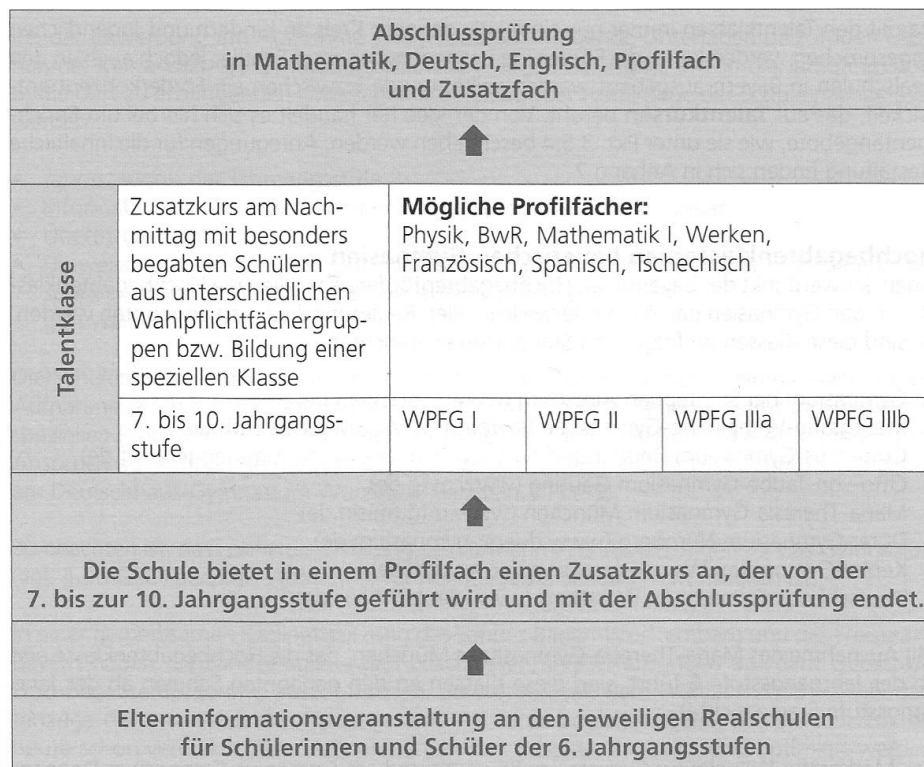 Abschlussprüfung
in Mathematik, Deutsch, Englisch, Profilfach
und Zusatzfach
Talentklasse
Zusatzkurs am Nach-
mittag mit besonders
begabten Schülern
aus unterschiedlichen
Wahlpflichtfächergrup-
pen bzw. Bildung einer
speziellen Klasse
Mögliche Profilfächer:
Physik, BwR, Mathematik I, Werken,
Französisch, Spanisch, Tschechisch
7. bis 10. Jahrgangs-
stufe
WPFG I
WPFG II
WPFG IIIa
WPFG IIIb
Die Schule bietet in einem Profilfach einen Zusatzkurs an, der von der
7. bis zur 10. Jahrgangsstufe geführt wird und mit der Abschlussprüfung endet.
Elterninformationsveranstaltung an den jeweiligen Realschulen
für Schülerinnen und Schüler der 6. Jahrgangsstufen